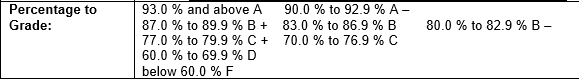 Percentage to 93.0 % and above A 90.0 % to 92.9 % A –
Grade: 87.0 % to 89.9 % B + 83.0 % to 86.9 % B 80.0 % to 82.9 % B –
77.0 % to 79.9 % C + 70.0 % to 76.9 % C
60.0 % to 69.9 % D
below 60.0 % F